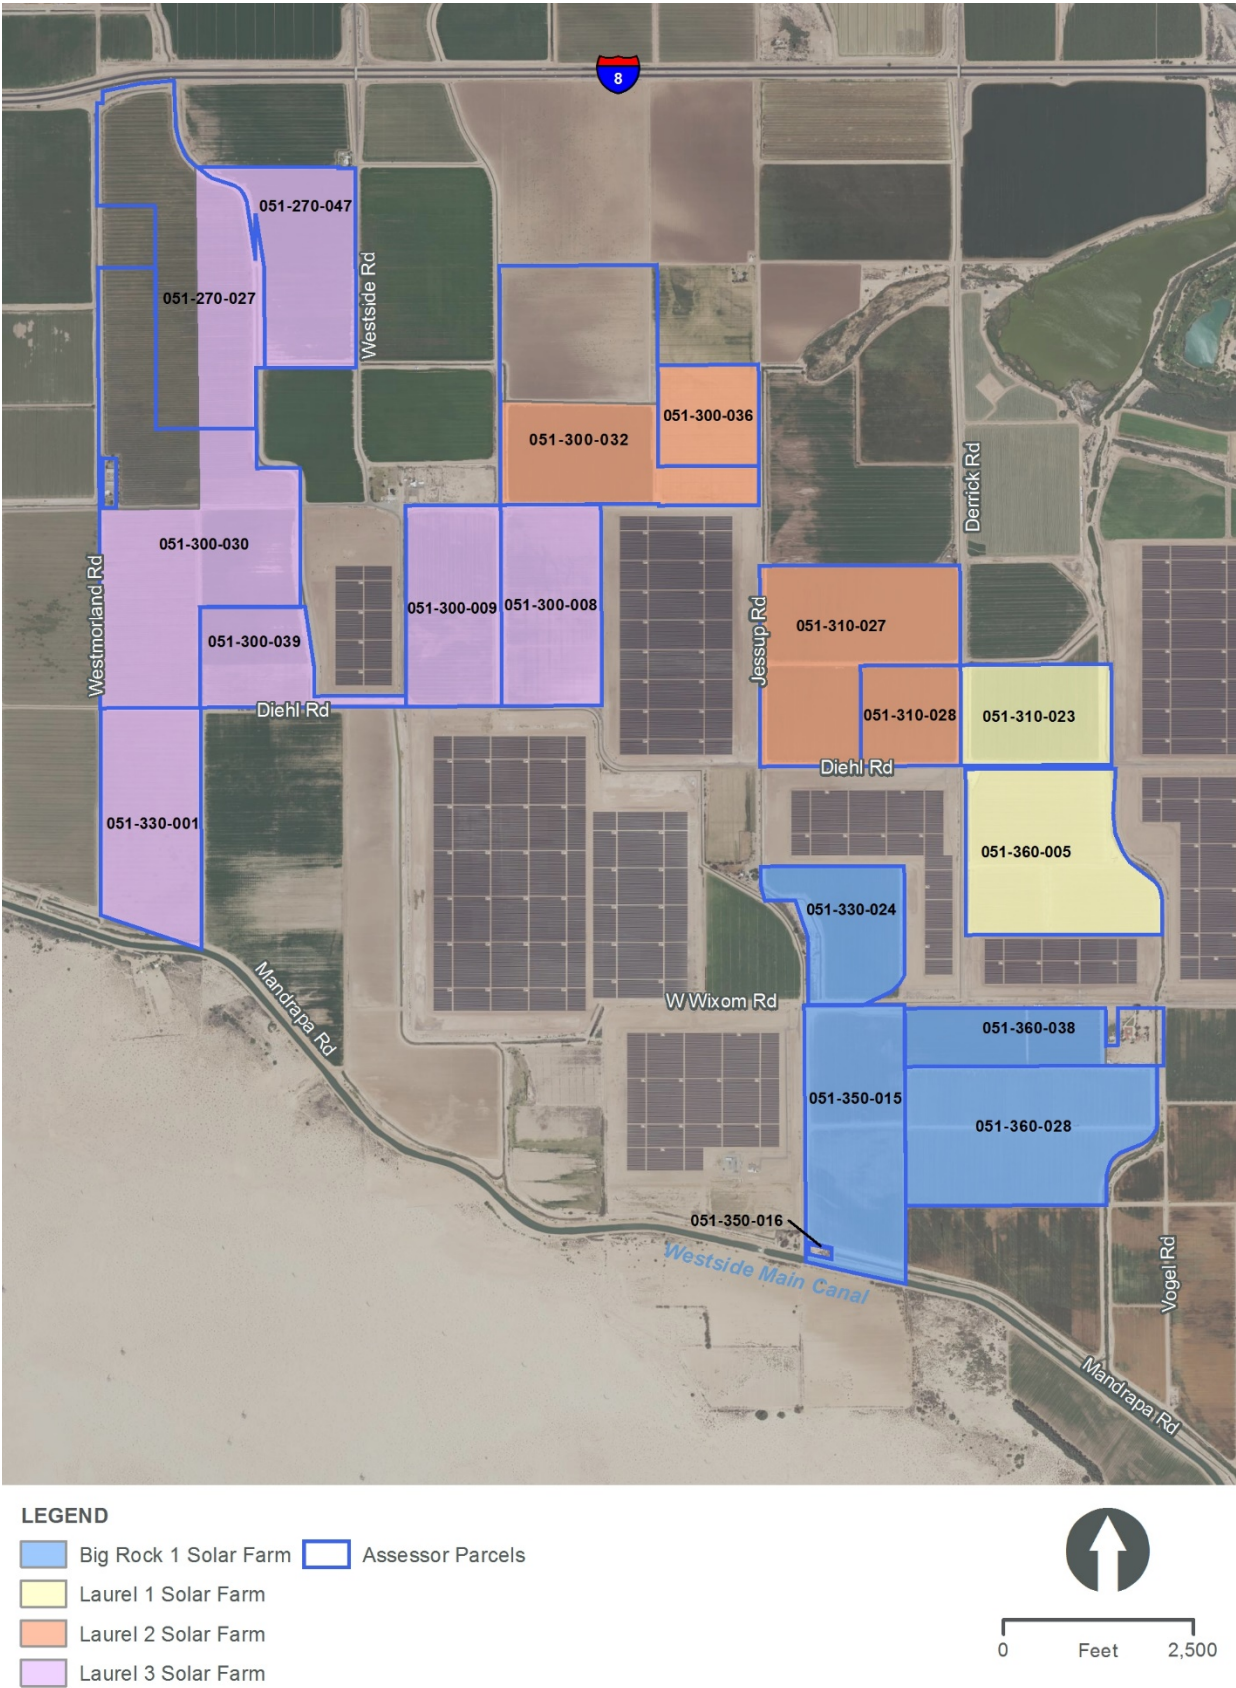 8
051-270-047
Westside Rd
051-270-027
051-300-036
051-300-032
Derrick Rd
051-300-030
Westmorland Rd
051-300-009
051-300-008
Jessup Rd
051-310-027
051-300-039
Diehl Rd
051-310-028
051-310-023
Diehl Rd
051-330-001
051-360-005
051-330-024
Mandrapa Rd
W Wixom Rd
051-360-038
051-350-015
051-360-028
051-350-016
Westside Main Canal
Vogel Rd
Mandrapa Rd
LEGEND
Big Rock 1 Solar Farm
Assessor Parcels
Laurel 1 Solar Farm
Laurel 2 Solar Farm
Laurel 3 Solar Farm
0 Feet 2,500